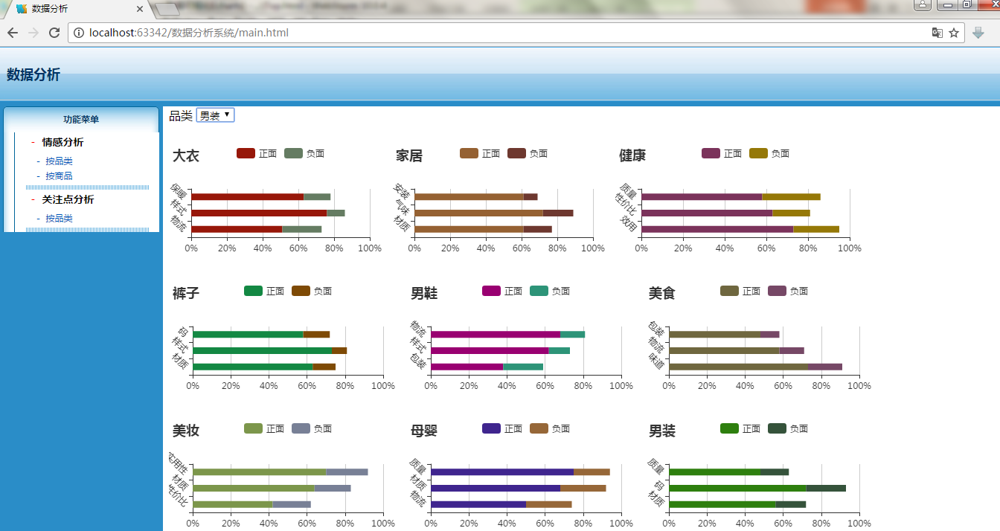 数据分析
localhost:63342/数据分析系统/main.html
数据分析
功能菜单
- 情感分析
- 按品类
- 按商品
- 关注点分析
- 按品类
品类 男装
大衣 正面 负面
保暖
样式
物流
0% 20% 40% 60% 80% 100%
家居 正面 负面
安装
气味
材质
0% 20% 40% 60% 80% 100%
健康 正面 负面
质量
性价比
效用
0% 20% 40% 60% 80% 100%
裤子 正面 负面
码
样式
材质
0% 20% 40% 60% 80% 100%
男鞋 正面 负面
物流
样式
包装
0% 20% 40% 60% 80% 100%
美食 正面 负面
包装
物流
味道
0% 20% 40% 60% 80% 100%
美妆 正面 负面
实用性
材质
性价比
0% 20% 40% 60% 80% 100%
母婴 正面 负面
质量
材质
物流
0% 20% 40% 60% 80% 100%
男装 正面 负面
质量
码
材质
0% 20% 40% 60% 80% 100%